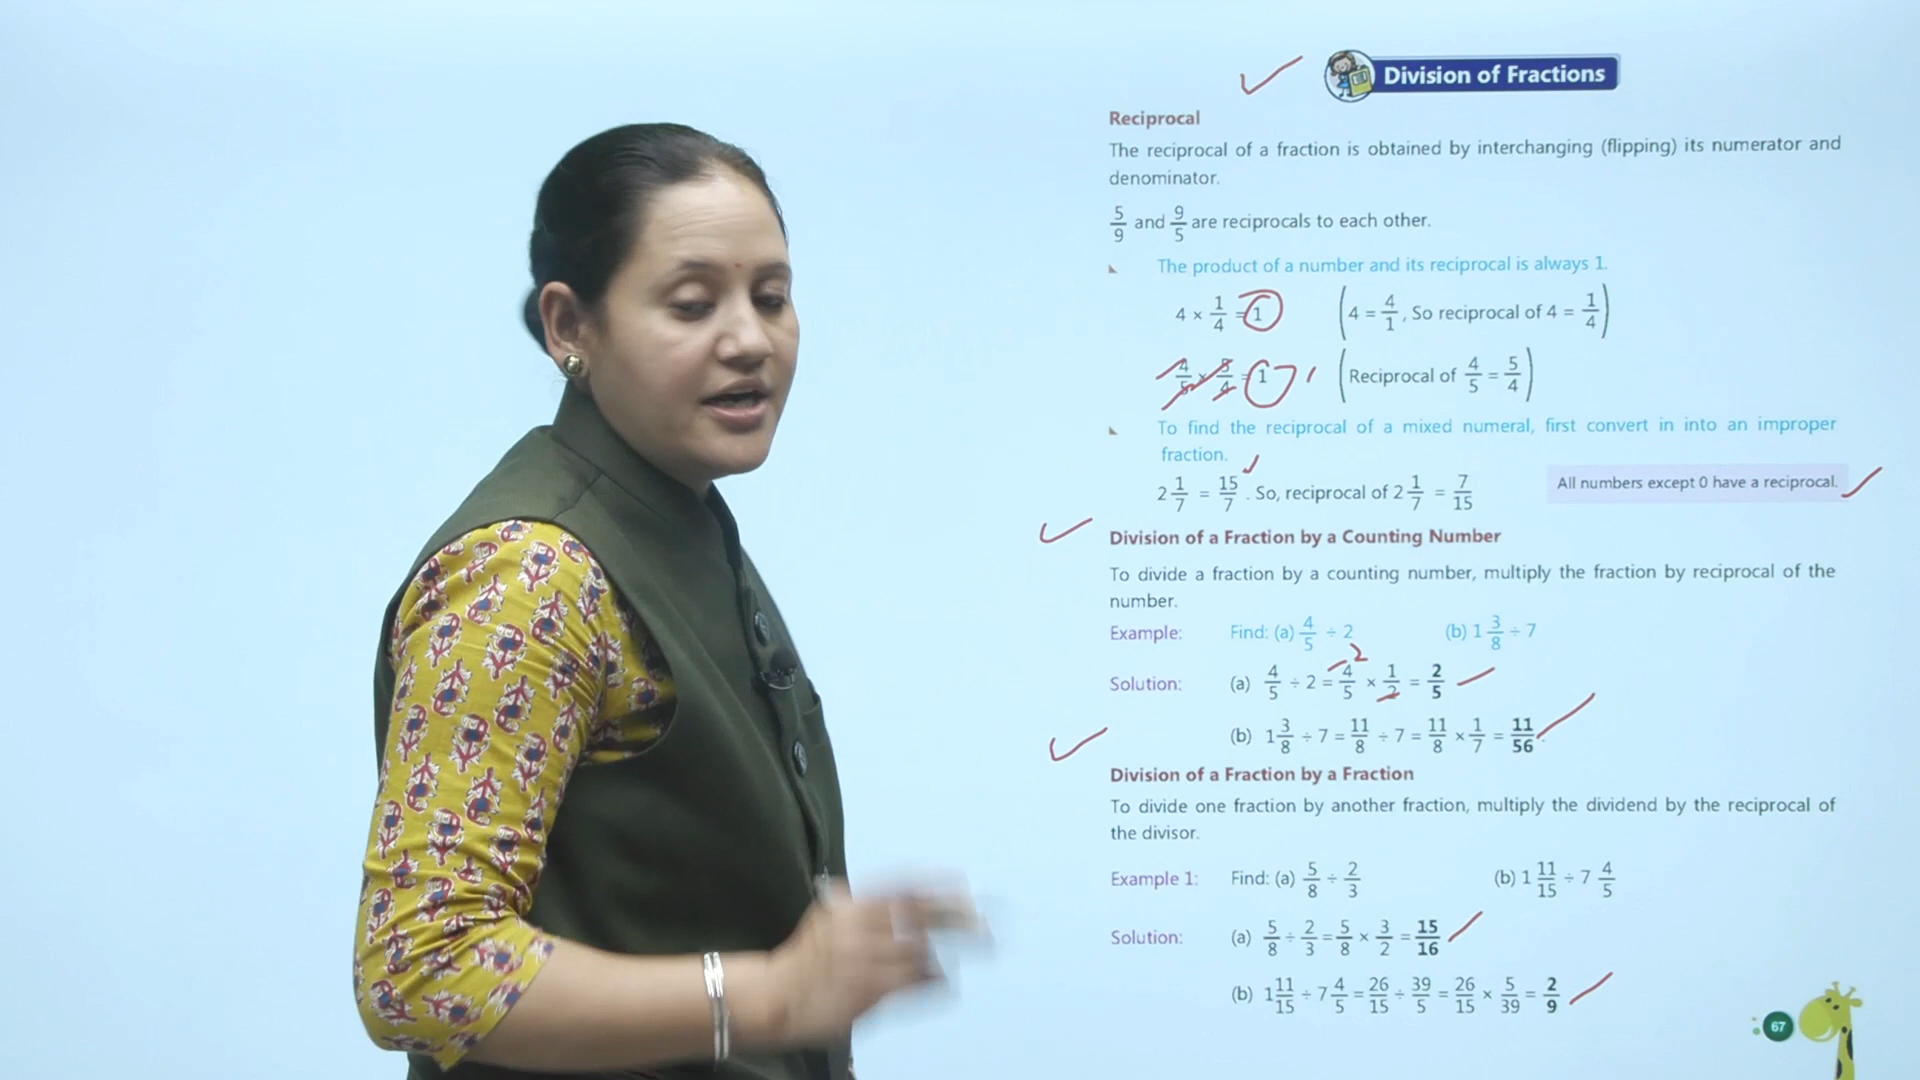 Division of Fractions
Reciprocal
The reciprocal of a fraction is obtained by interchanging (flipping) its numerator and
denominator.
5/9 and 9/5 are reciprocals to each other.
The product of a number and its reciprocal is always 1.
4 × 1/4 = 1 (4 = 4/1, So reciprocal of 4 = 1/4)
4/5 × 5/4 = 1 (Reciprocal of 4/5 = 5/4)
To find the reciprocal of a mixed numeral, first convert in into an improper
fraction.
2 1/7 = 15/7 . So, reciprocal of 2 1/7 = 7/15
All numbers except 0 have a reciprocal.
Division of a Fraction by a Counting Number
To divide a fraction by a counting number, multiply the fraction by reciprocal of the
number.
Example: Find: (a) 4/5 ÷ 2 (b) 1 3/8 ÷ 7
2
Solution: (a) 4/5 ÷ 2 = 4/5 × 1/2 = 2/5
(b) 1 3/8 ÷ 7 = 11/8 ÷ 7 = 11/8 × 1/7 = 11/56
Division of a Fraction by a Fraction
To divide one fraction by another fraction, multiply the dividend by the reciprocal of
the divisor.
Example 1: Find: (a) 5/8 ÷ 2/3 (b) 1 11/15 ÷ 7 4/5
Solution: (a) 5/8 ÷ 2/3 = 5/8 × 3/2 = 15/16
(b) 1 11/15 ÷ 7 4/5 = 26/15 ÷ 39/5 = 26/15 × 5/39 = 2/9
67